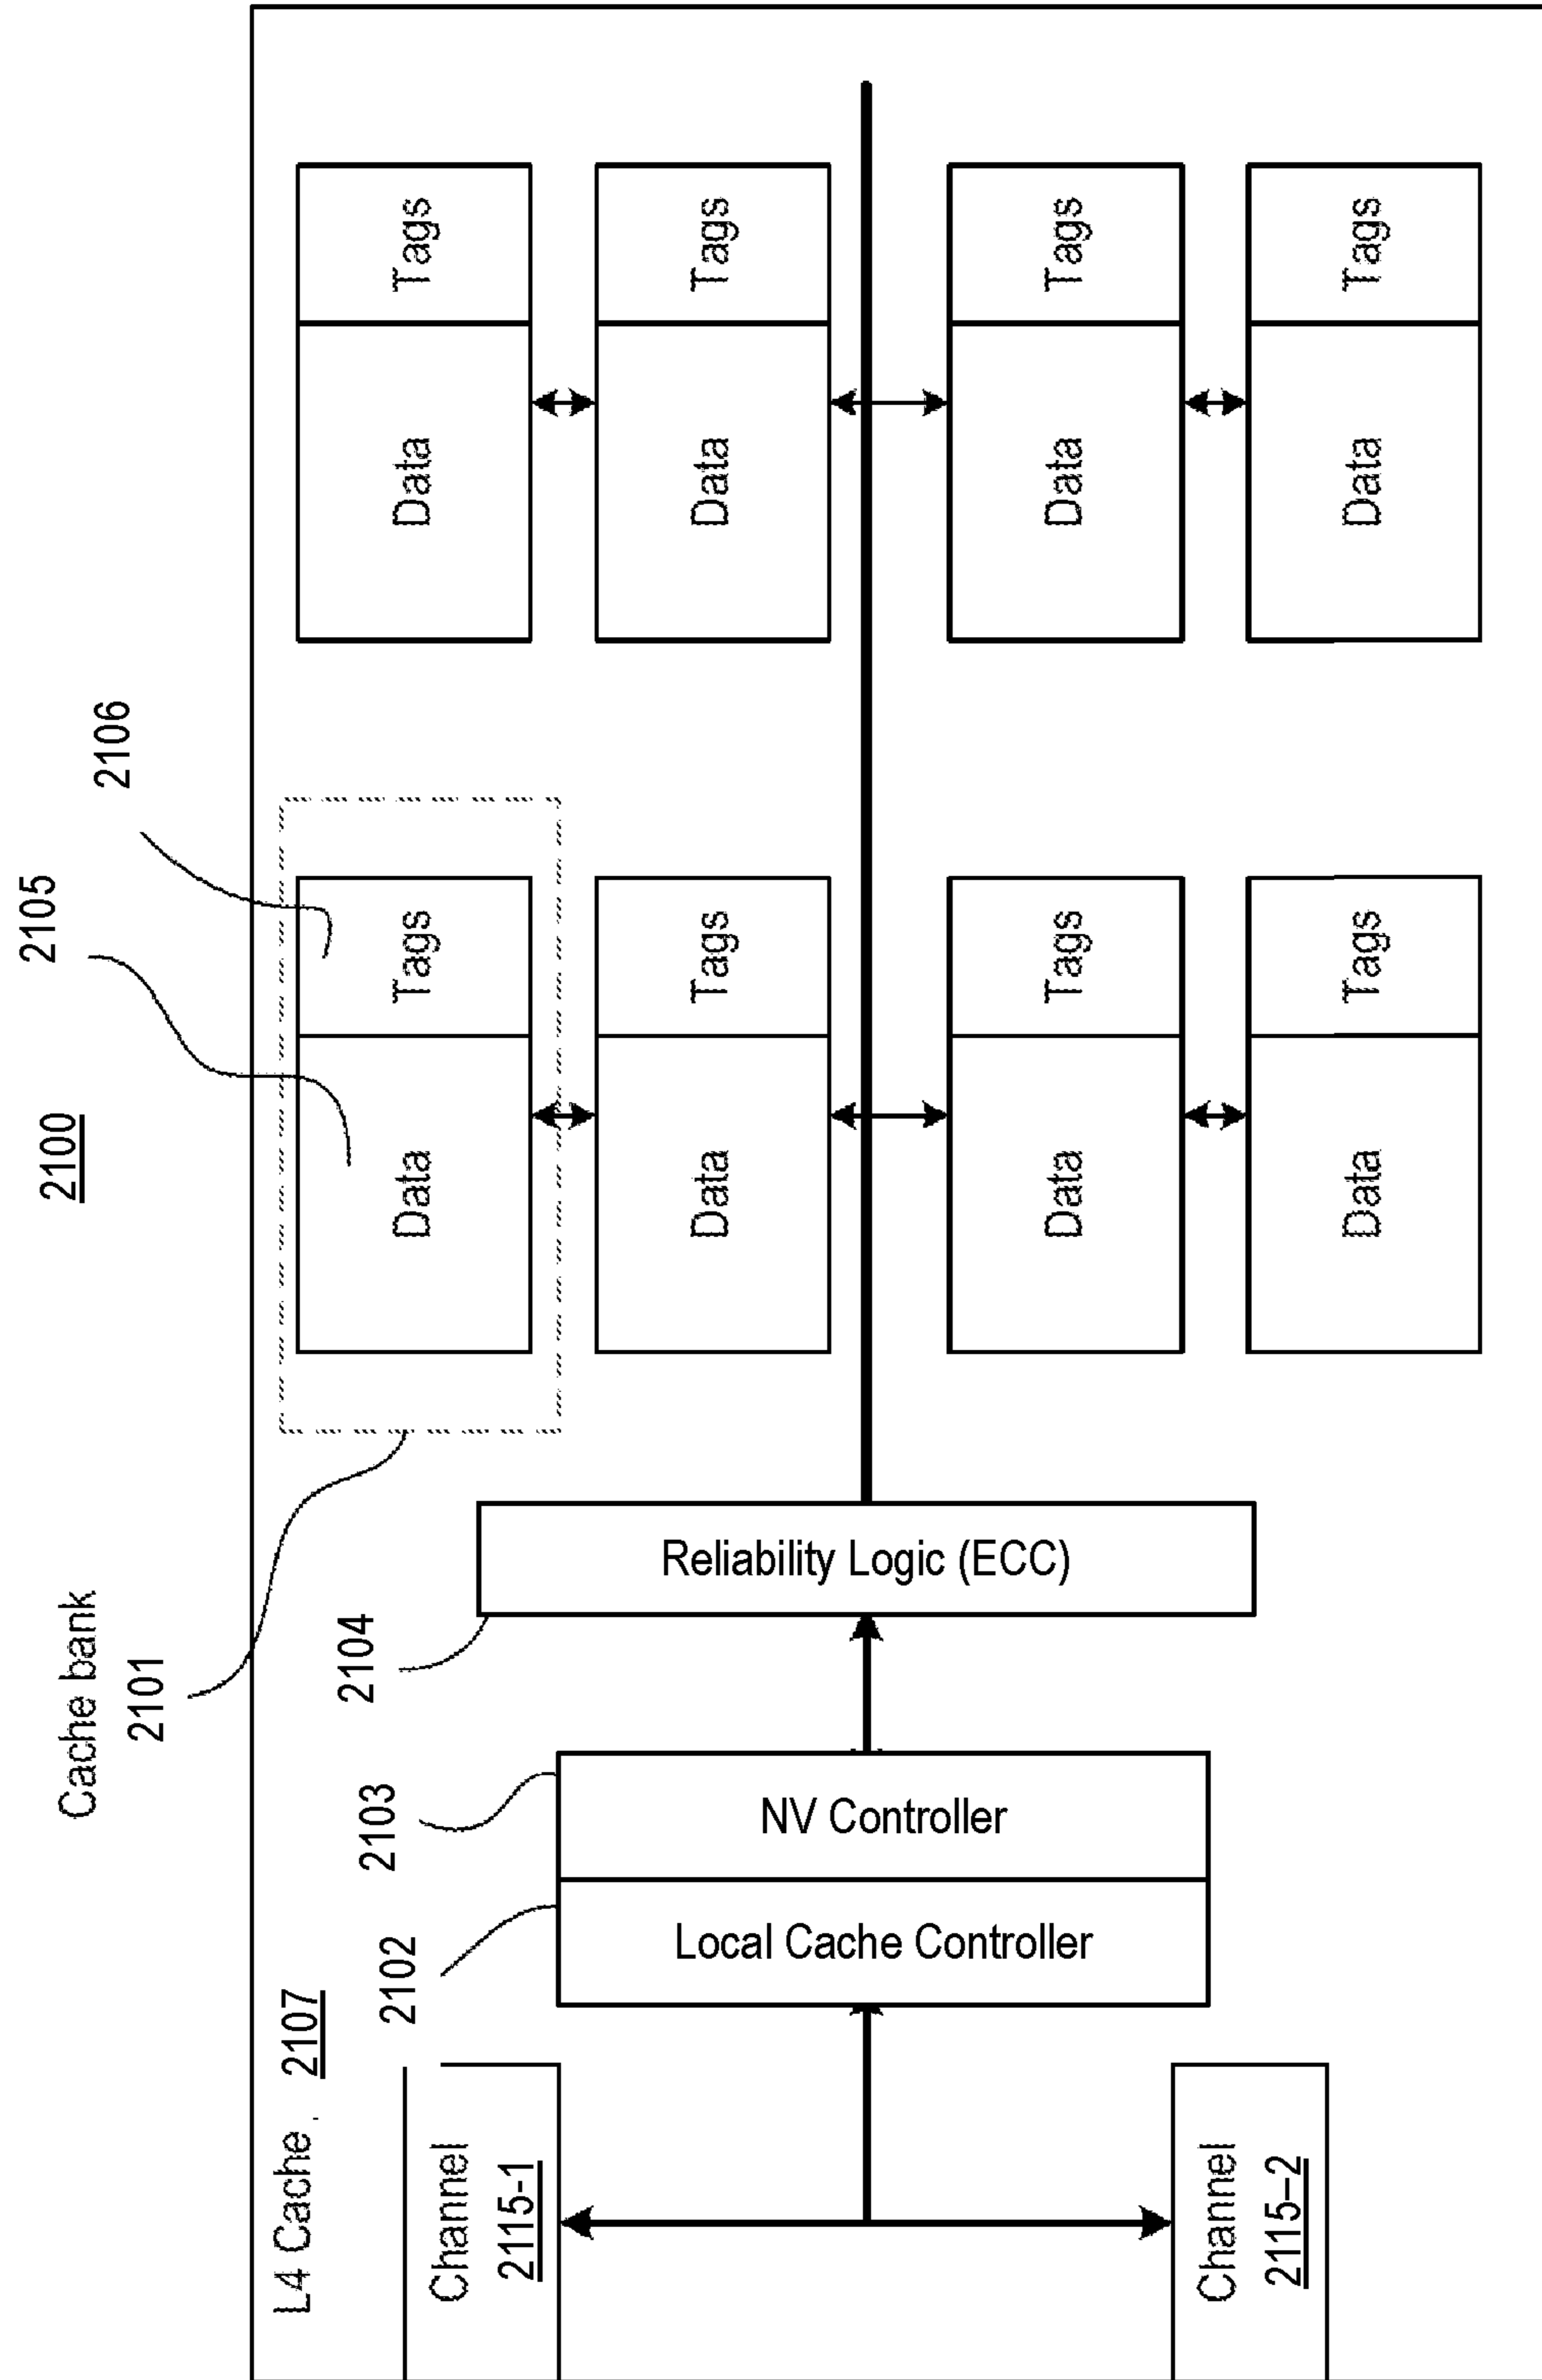 2100
Cache bank
2101
2105
2106
L4 Cache
2107
2102
2103
2104
Channel
2115-1
Channel
2115-2
Local Cache Controller
NV Controller
Reliability Logic (ECC)
Data
Tags
Data
Tags
Data
Tags
Data
Tags
Data
Tags
Data
Tags
Data
Tags
Data
Tags